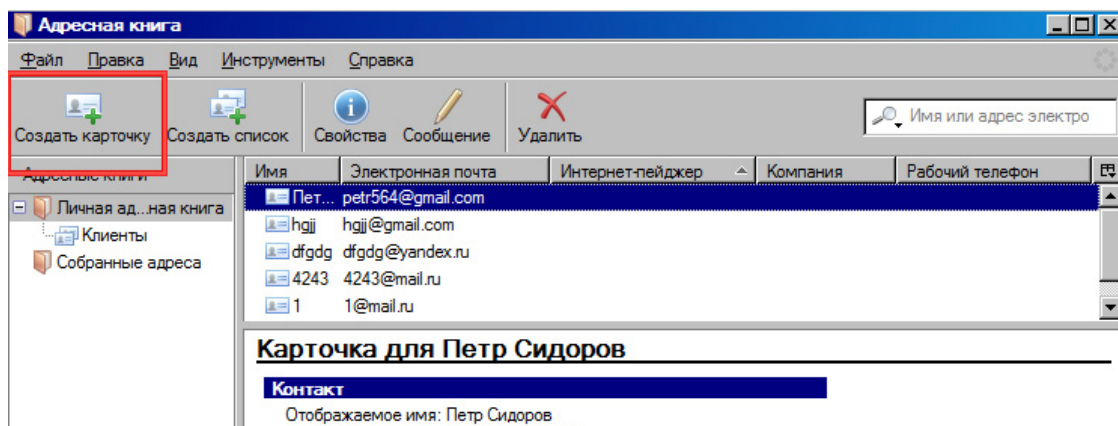 Адресная книга
Файл Правка Вид Инструменты Справка
Создать карточку Создать список Свойства Сообщение Удалить Имя или адрес электро
Адресные книги Имя Электронная почта Интернет-пейджер Компания Рабочий телефон
Личная ад...ная книга Пет... petr564@gmail.com
Клиенты hgjj hgjj@gmail.com
Собранные адреса dfgdg dfgdg@yandex.ru
4243 4243@mail.ru
1 1@mail.ru
Карточка для Петр Сидоров
Контакт
Отображаемое имя: Петр Сидоров